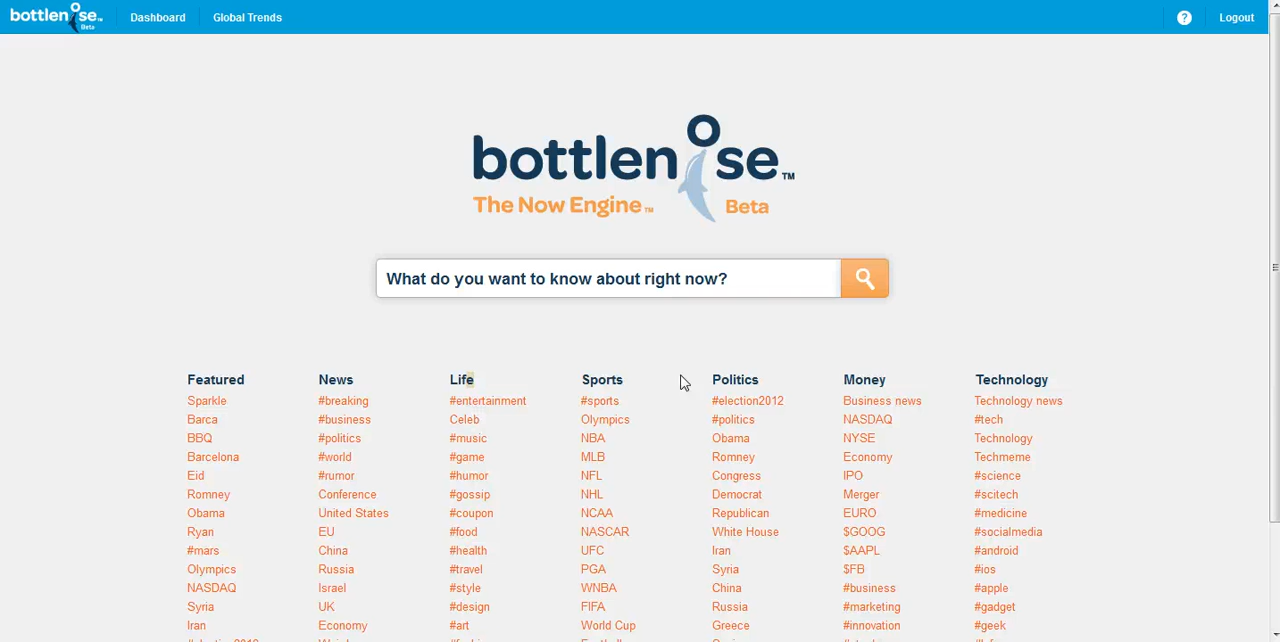 bottlenose™ Beta
Dashboard
Global Trends
?
Logout
bottlenose™
The Now Engine™ Beta
What do you want to know about right now?
Featured
Sparkle
Barca
BBQ
Barcelona
Eid
Romney
Obama
Ryan
#mars
Olympics
NASDAQ
Syria
Iran
News
#breaking
#business
#politics
#world
#rumor
Conference
United States
EU
China
Russia
Israel
UK
Economy
Life
#entertainment
Celeb
#music
#game
#humor
#gossip
#coupon
#food
#health
#travel
#style
#design
#art
Sports
#sports
Olympics
NBA
MLB
NFL
NHL
NCAA
NASCAR
UFC
PGA
WNBA
FIFA
World Cup
Politics
#election2012
#politics
Obama
Romney
Congress
Democrat
Republican
White House
Iran
Syria
China
Russia
Greece
Money
Business news
NASDAQ
NYSE
Economy
IPO
Merger
EURO
$GOOG
$AAPL
$FB
#business
#marketing
#innovation
Technology
Technology news
#tech
Technology
Techmeme
#science
#scitech
#medicine
#socialmedia
#android
#ios
#apple
#gadget
#geek